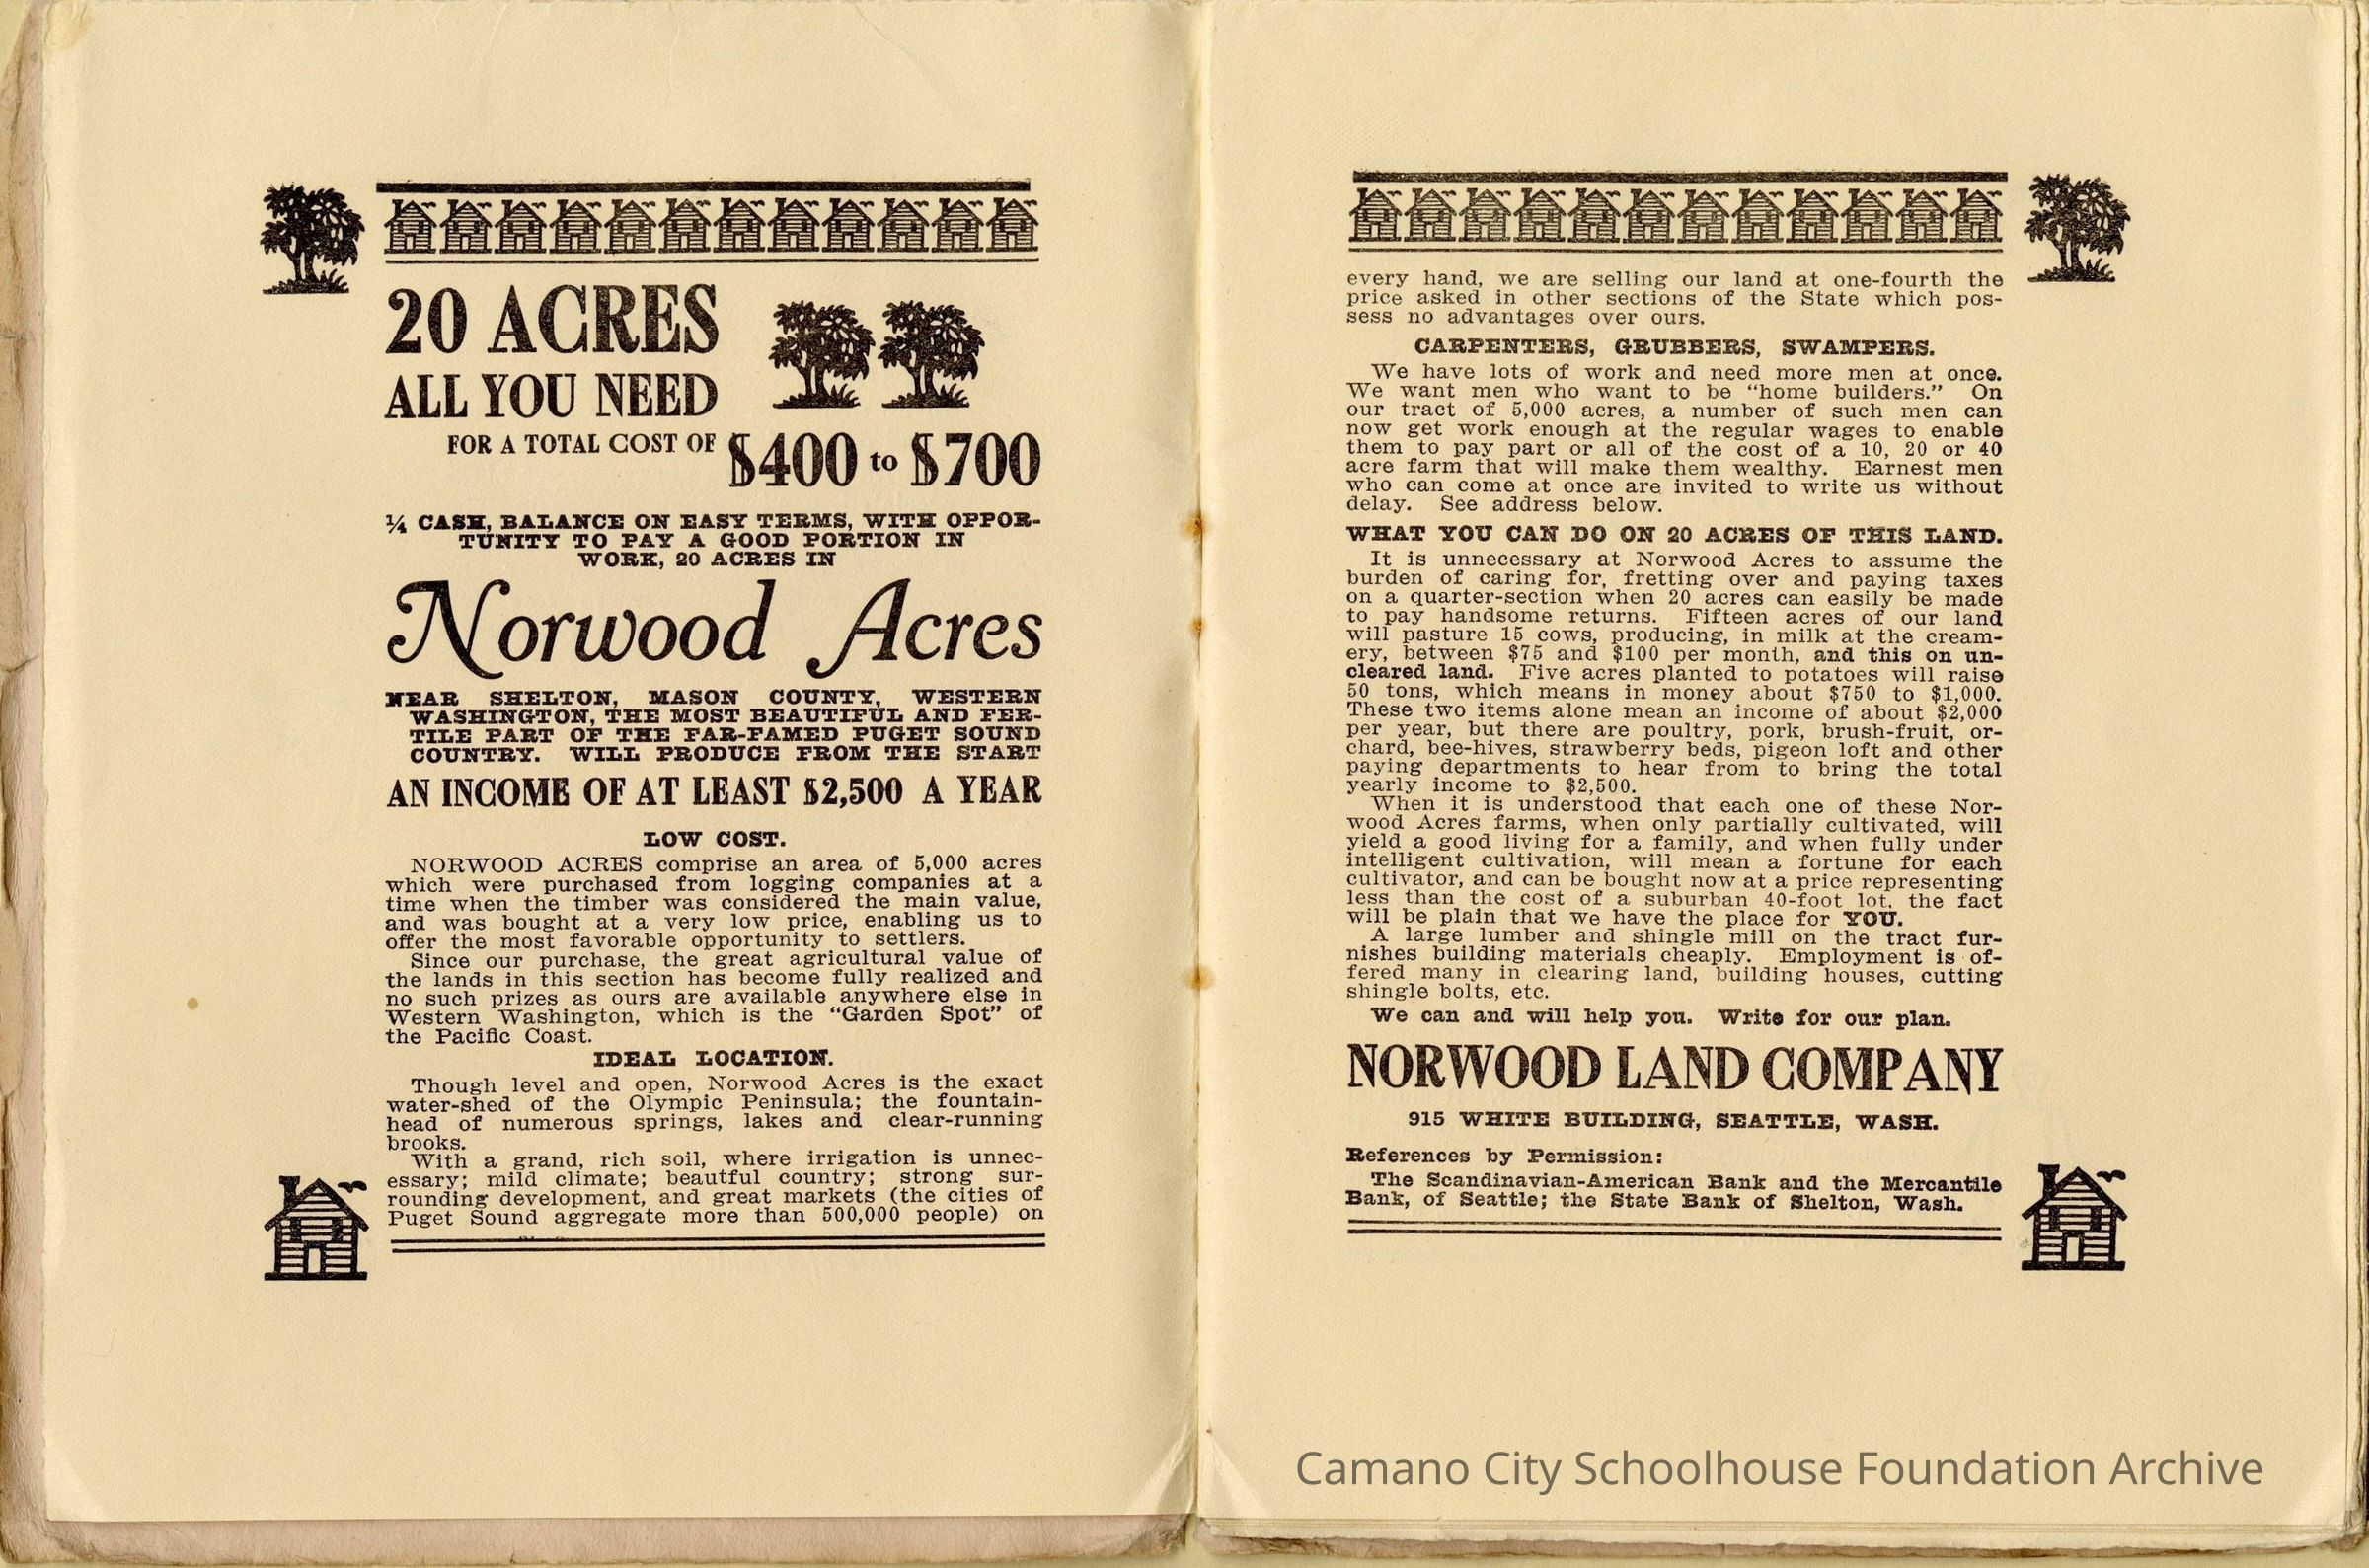 20 ACRES
ALL YOU NEED
FOR A TOTAL COST OF $400 to $700
¼ CASH, BALANCE ON EASY TERMS, WITH OPPOR-
TUNITY TO PAY A GOOD PORTION IN
WORK, 20 ACRES IN
Norwood Acres
NEAR SHELTON, MASON COUNTY, WESTERN
WASHINGTON, THE MOST BEAUTIFUL AND FER-
TILE PART OF THE FAR-FAMED PUGET SOUND
COUNTRY. WILL PRODUCE FROM THE START
AN INCOME OF AT LEAST $2,500 A YEAR
LOW COST.
NORWOOD ACRES comprise an area of 5,000 acres
which were purchased from logging companies at a
time when the timber was considered the main value,
and was bought at a very low price, enabling us to
offer the most favorable opportunity to settlers.
Since our purchase, the great agricultural value of
the lands in this section has become fully realized and
no such prizes as ours are available anywhere else in
Western Washington, which is the “Garden Spot” of
the Pacific Coast.
IDEAL LOCATION.
Though level and open, Norwood Acres is the exact
water-shed of the Olympic Peninsula; the fountain-
head of numerous springs, lakes and clear-running
brooks.
With a grand, rich soil, where irrigation is unnec-
essary; mild climate; beautful country; strong sur-
rounding development, and great markets (the cities of
Puget Sound aggregate more than 500,000 people) on
every hand, we are selling our land at one-fourth the
price asked in other sections of the State which pos-
sess no advantages over ours.
CARPENTERS, GRUBBERS, SWAMPERS.
We have lots of work and need more men at once.
We want men who want to be “home builders.” On
our tract of 5,000 acres, a number of such men can
now get work enough at the regular wages to enable
them to pay part or all of the cost of a 10, 20 or 40
acre farm that will make them wealthy. Earnest men
who can come at once are invited to write us without
delay. See address below.
WHAT YOU CAN DO ON 20 ACRES OF THIS LAND.
It is unnecessary at Norwood Acres to assume the
burden of caring for, fretting over and paying taxes
on a quarter-section when 20 acres can easily be made
to pay handsome returns. Fifteen acres of our land
will pasture 15 cows, producing, in milk at the cream-
ery, between $75 and $100 per month, and this on un-
cleared land. Five acres planted to potatoes will raise
50 tons, which means in money about $750 to $1,000.
These two items alone mean an income of about $2,000
per year, but there are poultry, pork, brush-fruit, or-
chard, bee-hives, strawberry beds, pigeon loft and other
paying departments to hear from to bring the total
yearly income to $2,500.
When it is understood that each one of these Nor-
wood Acres farms, when only partially cultivated, will
yield a good living for a family, and when fully under
intelligent cultivation, will mean a fortune for each
cultivator, and can be bought now at a price representing
less than the cost of a suburban 40-foot lot, the fact
will be plain that we have the place for YOU.
A large lumber and shingle mill on the tract fur-
nishes building materials cheaply. Employment is of-
fered many in clearing land, building houses, cutting
shingle bolts, etc.
We can and will help you. Write for our plan.
NORWOOD LAND COMPANY
915 WHITE BUILDING, SEATTLE, WASH.
References by Permission:
The Scandinavian-American Bank and the Mercantile
Bank, of Seattle; the State Bank of Shelton, Wash.
Camano City Schoolhouse Foundation Archive